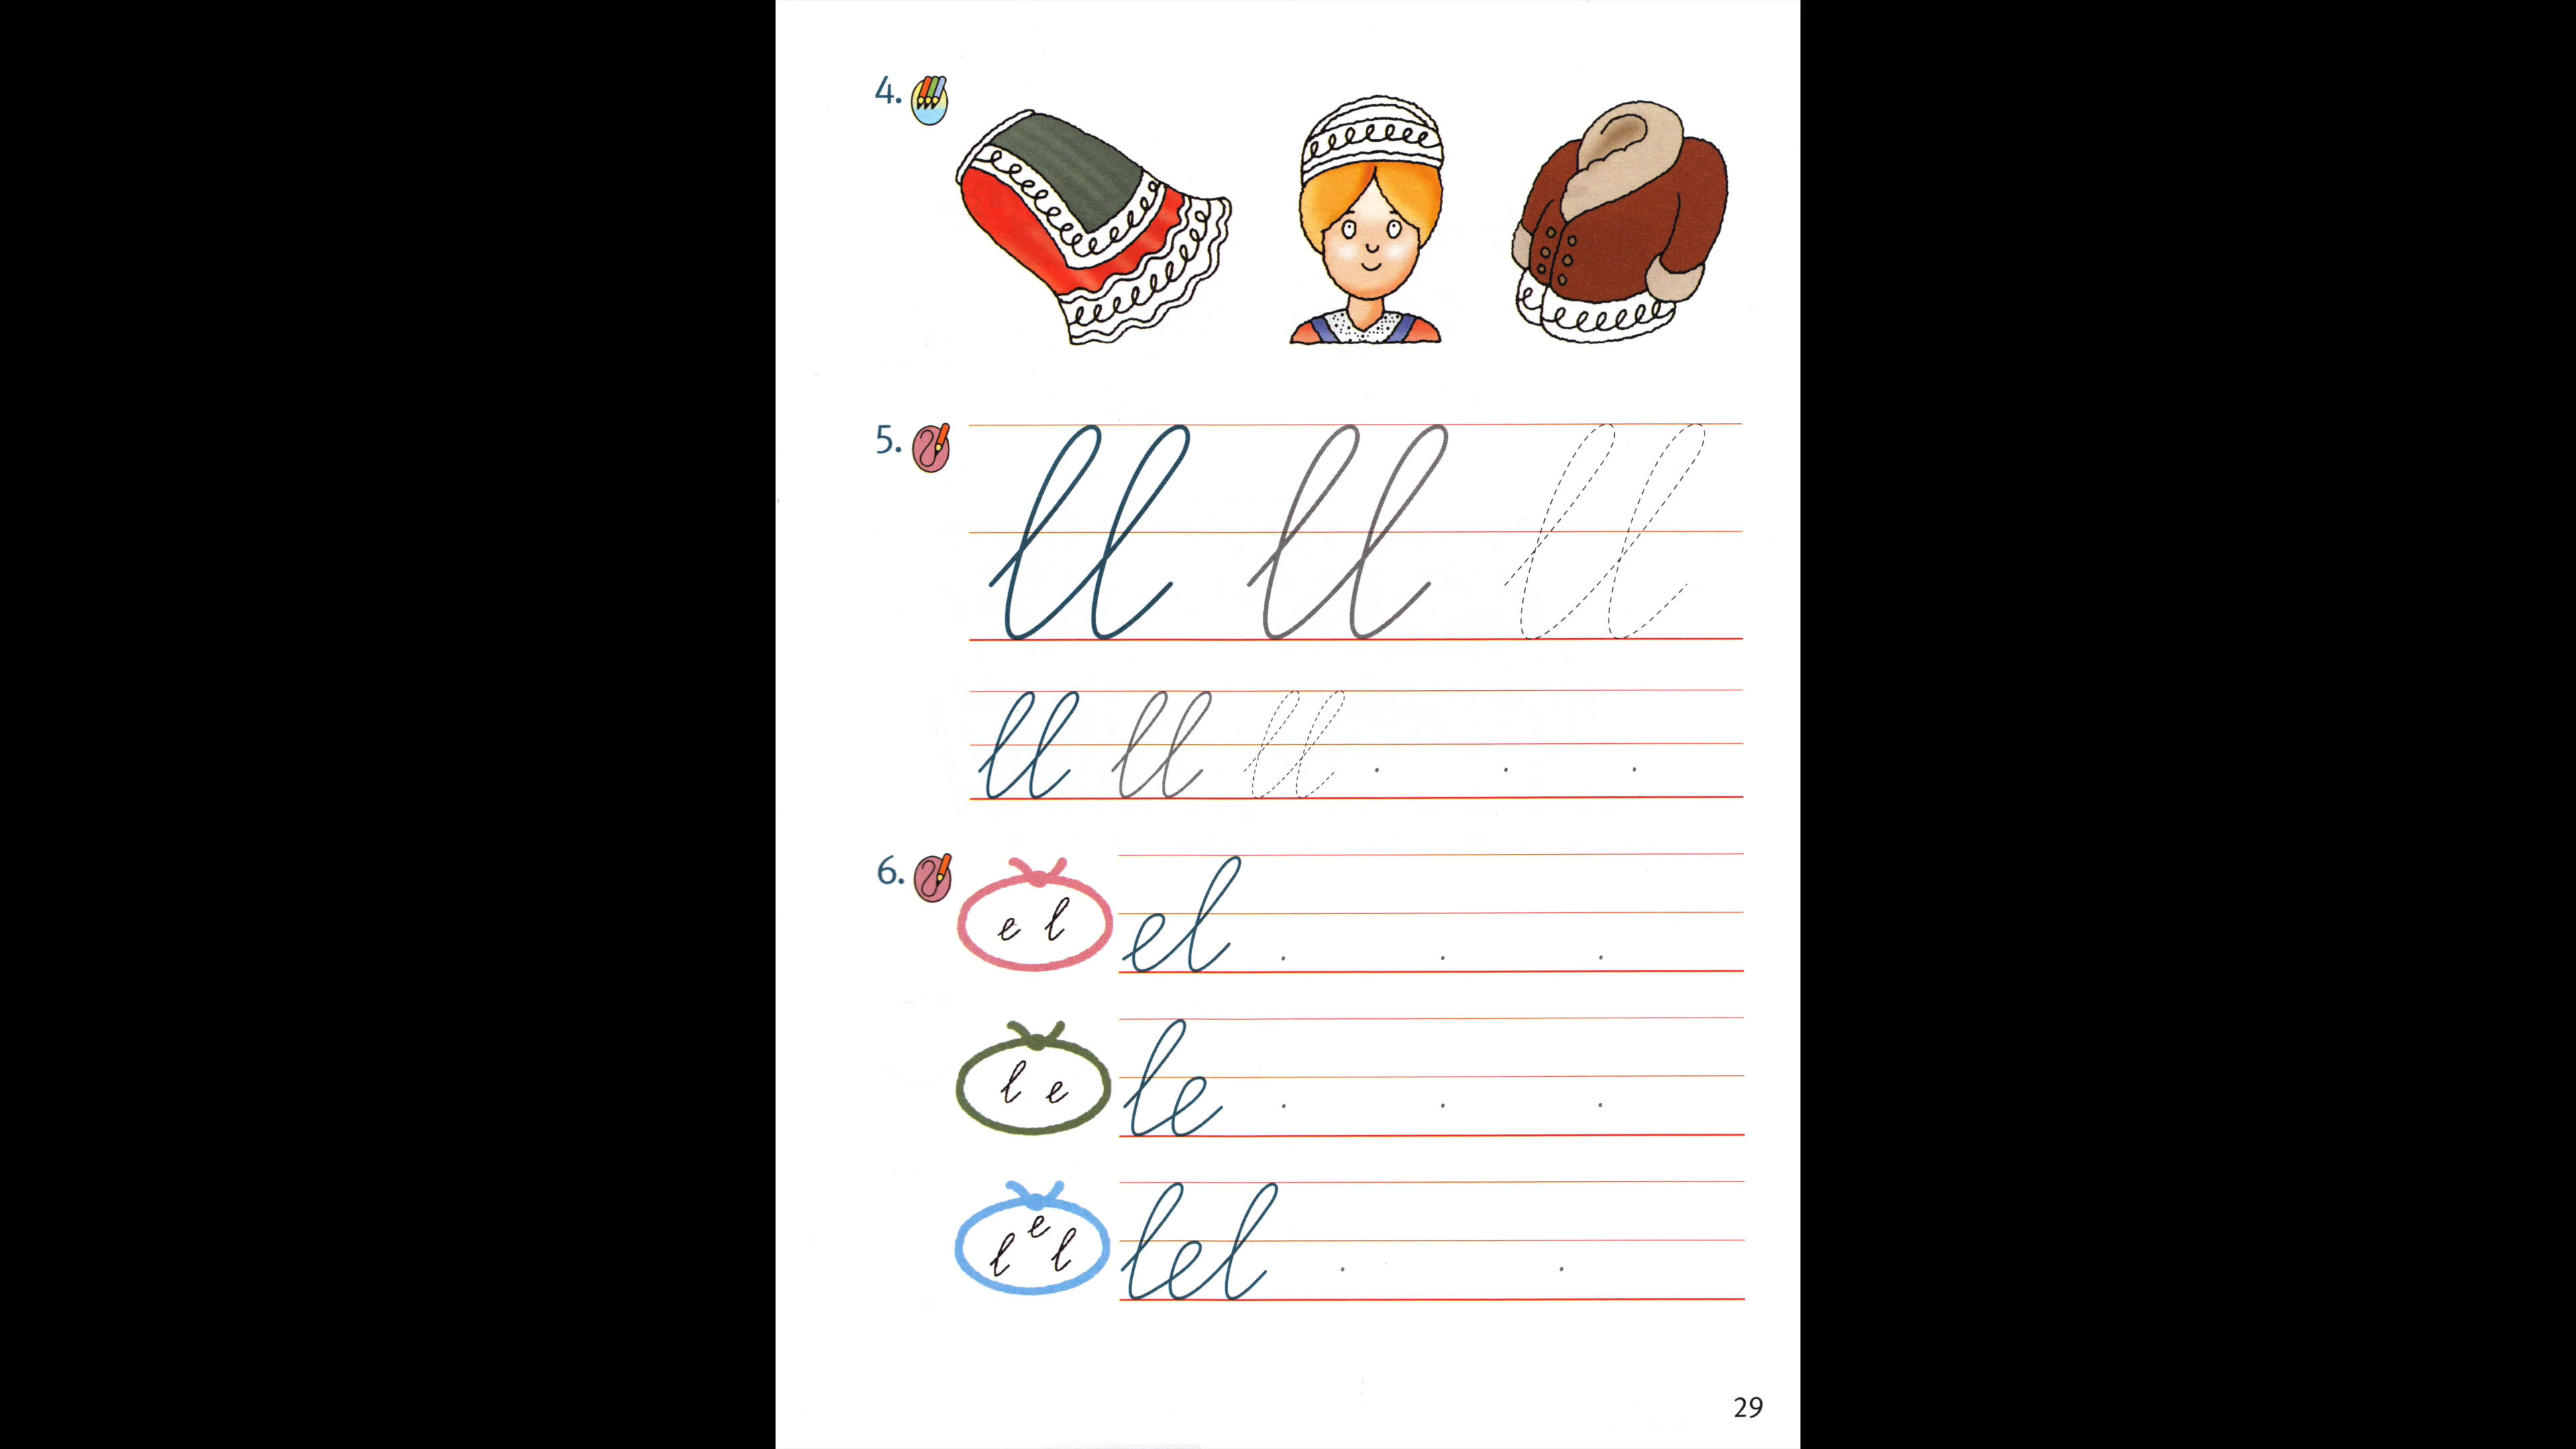 4.
5. ll ll ll
ll ll ll . . .
6. e l el . . .
l e le . . .
l e l lel . .
29